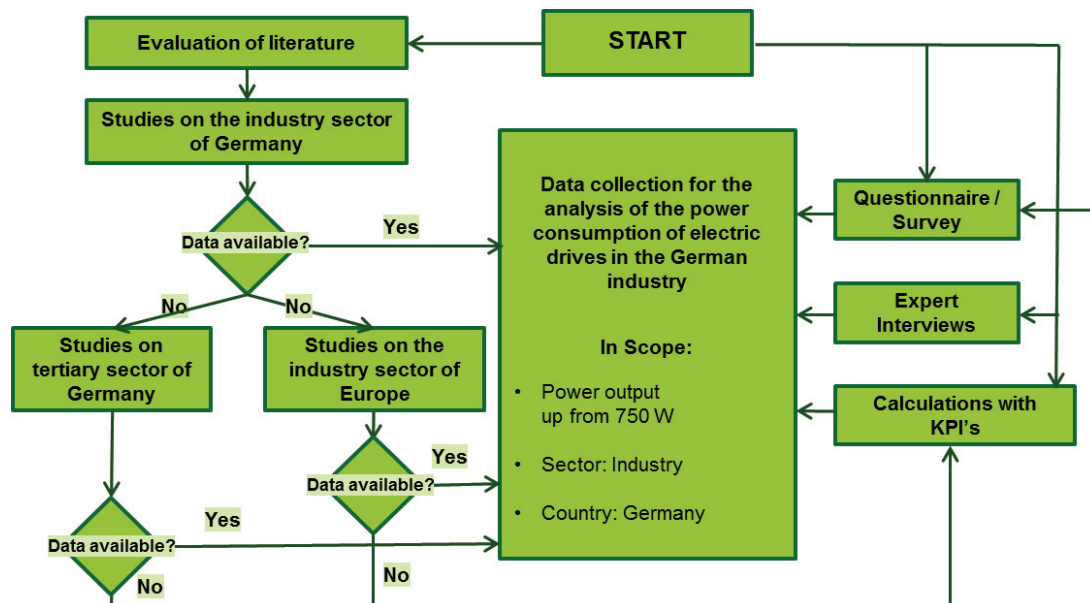 START
Evaluation of literature
Studies on the industry sector
of Germany
Data available?
Yes
No
No
Studies on
tertiary sector of
Germany
Studies on the
industry sector of
Europe
Data available?
Yes
No
Data available?
Yes
No
Data collection for the
analysis of the power
consumption of electric
drives in the German
industry
In Scope:
• Power output
up from 750 W
• Sector: Industry
• Country: Germany
Questionnaire /
Survey
Expert
Interviews
Calculations with
KPI's